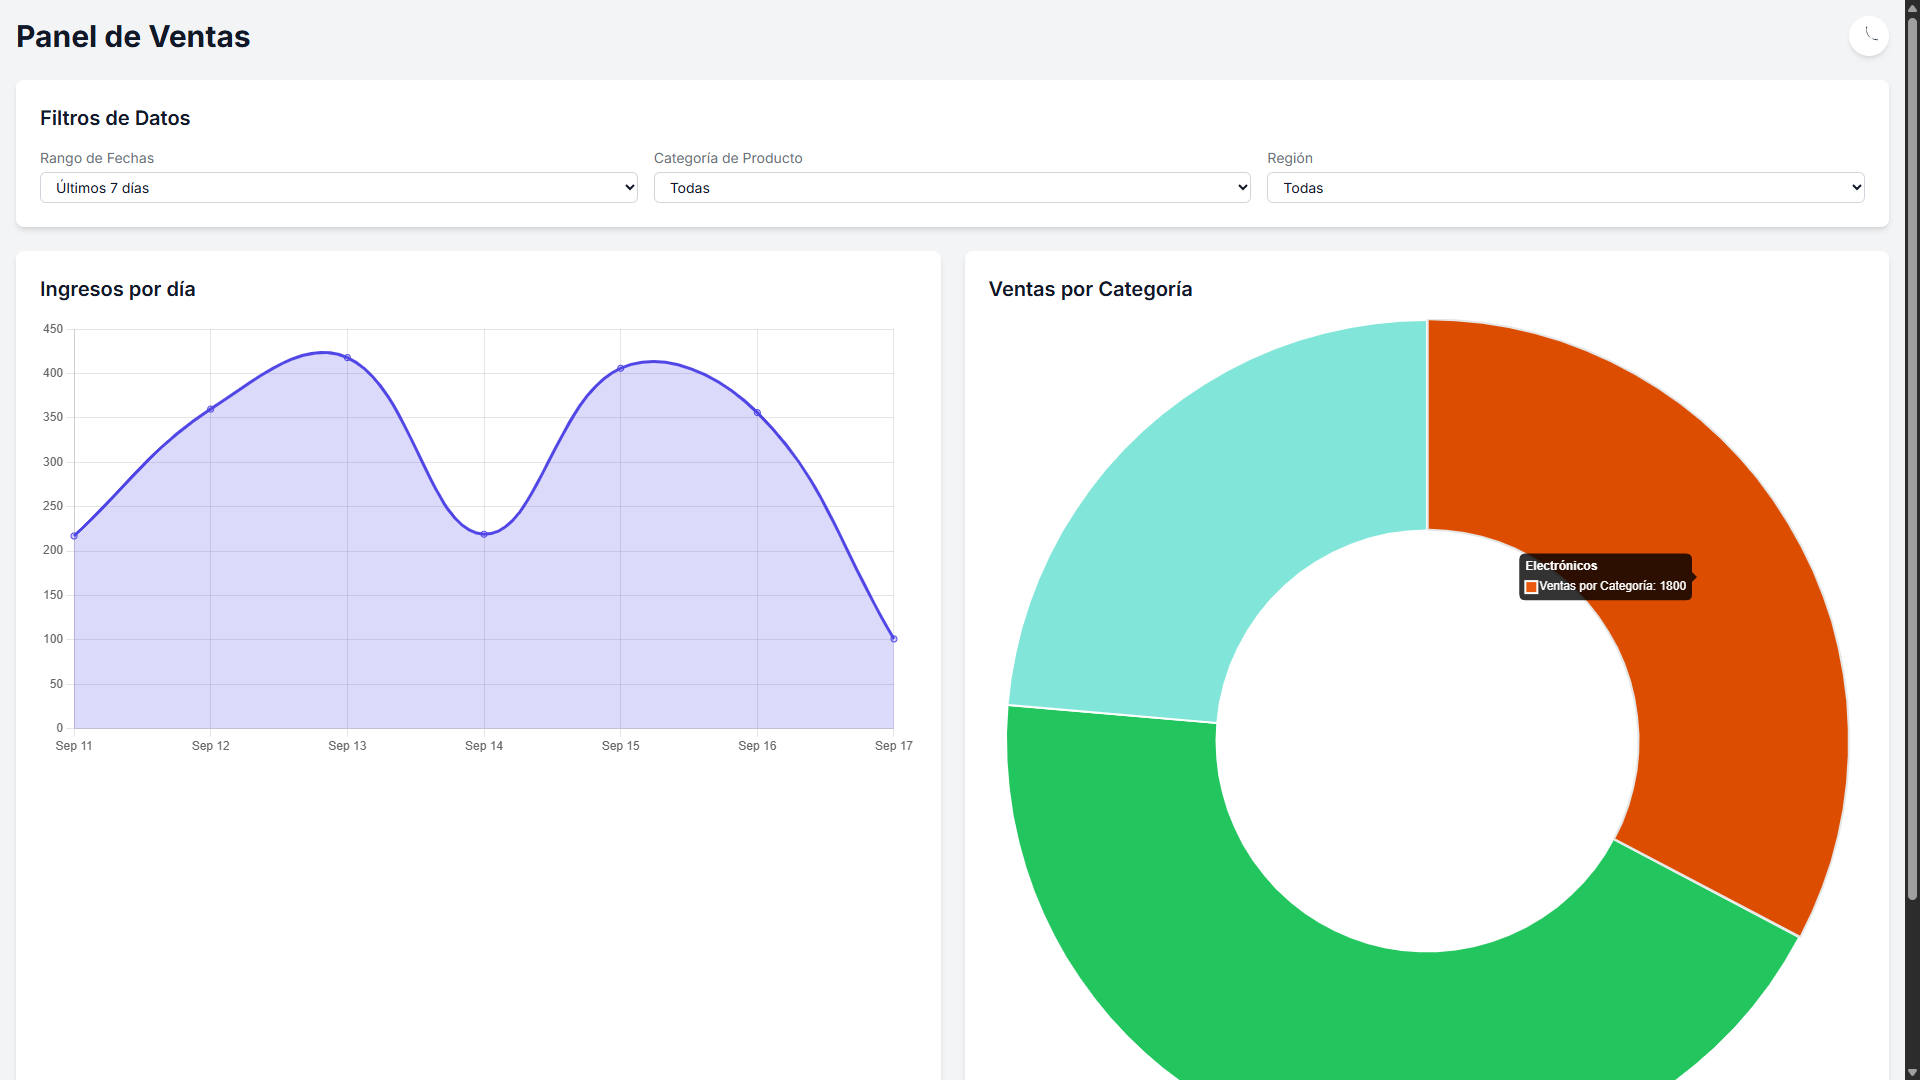 Panel de Ventas
Filtros de Datos
Rango de Fechas
Categoría de Producto
Región
Últimos 7 días
Todas
Todas
Ingresos por día
450
400
350
300
250
200
150
100
50
0
Sep 11
Sep 12
Sep 13
Sep 14
Sep 15
Sep 16
Sep 17
Ventas por Categoría
Electrónicos
Ventas por Categoría: 1800